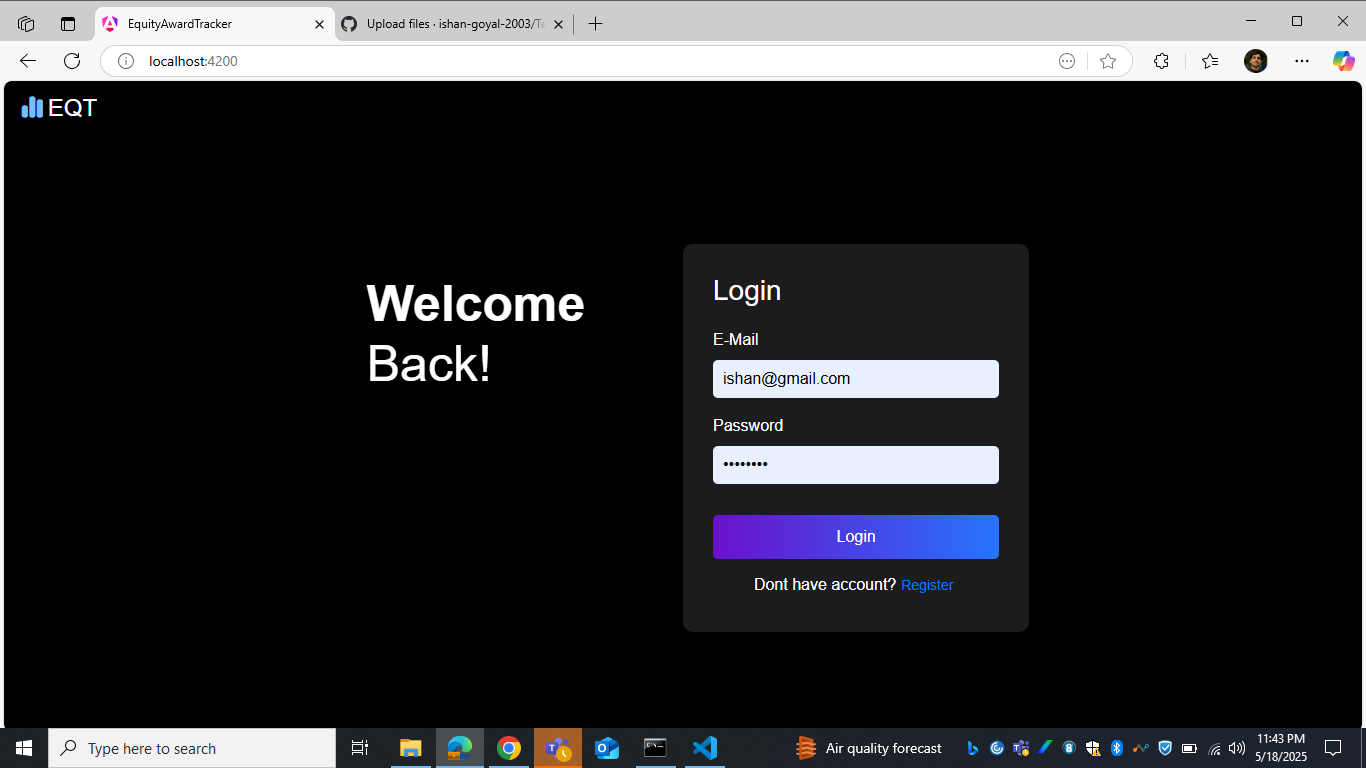 EquityAwardTracker
Upload files · ishan-goyal-2003/Te
localhost:4200
EQT
Welcome
Back!
Login
E-Mail
ishan@gmail.com
Password
••••••••
Login
Dont have account? Register
Type here to search
Air quality forecast
11:43 PM
5/18/2025